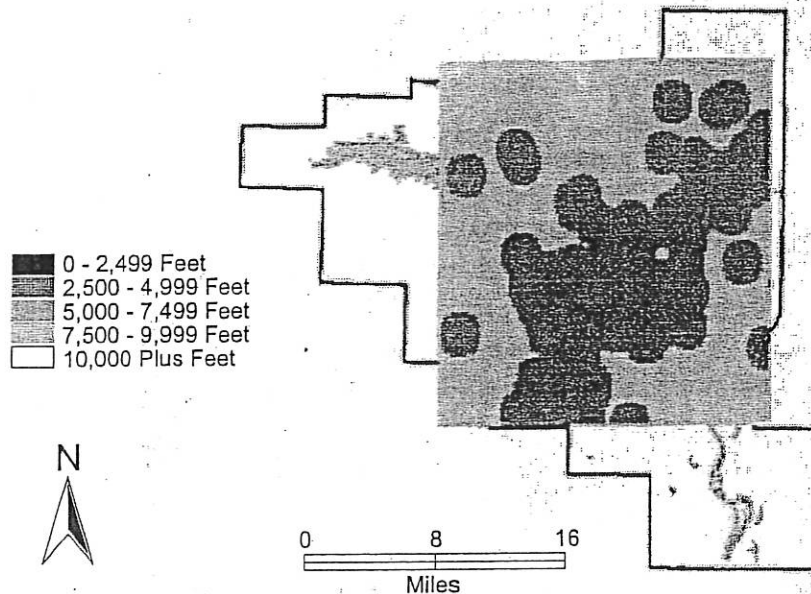 0 - 2,499 Feet
2,500 - 4,999 Feet
5,000 - 7,499 Feet
7,500 - 9,999 Feet
10,000 Plus Feet
N
0 8 16
Miles